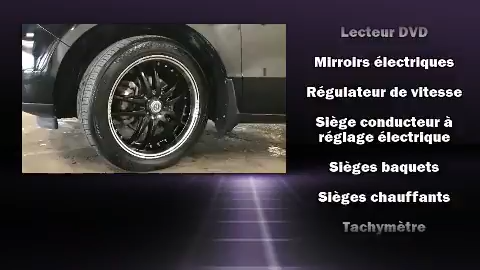 Lecteur DVD
Mirroirs électriques
Régulateur de vitesse
Siège conducteur à
réglage électrique
Sièges baquets
Sièges chauffants
Tachymètre